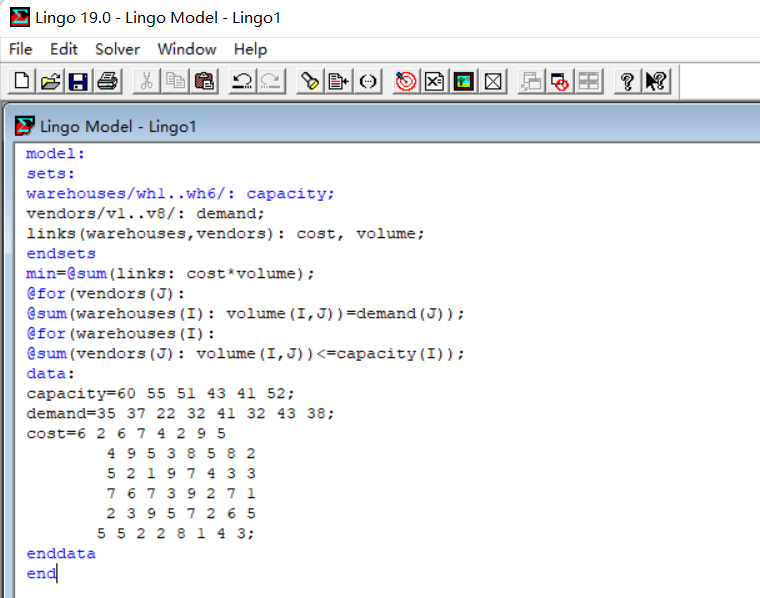 Lingo 19.0 - Lingo Model - Lingo1
File Edit Solver Window Help
Lingo Model - Lingo1
model:
sets:
warehouses/wh1..wh6/: capacity;
vendors/v1..v8/: demand;
links(warehouses,vendors): cost, volume;
endsets
min=@sum(links: cost*volume);
@for(vendors(J):
@sum(warehouses(I): volume(I,J))=demand(J));
@for(warehouses(I):
@sum(vendors(J): volume(I,J))<=capacity(I));
data:
capacity=60 55 51 43 41 52;
demand=35 37 22 32 41 32 43 38;
cost=6 2 6 7 4 2 9 5
4 9 5 3 8 5 8 2
5 2 1 9 7 4 3 3
7 6 7 3 9 2 7 1
2 3 9 5 7 2 6 5
5 5 2 2 8 1 4 3;
enddata
end